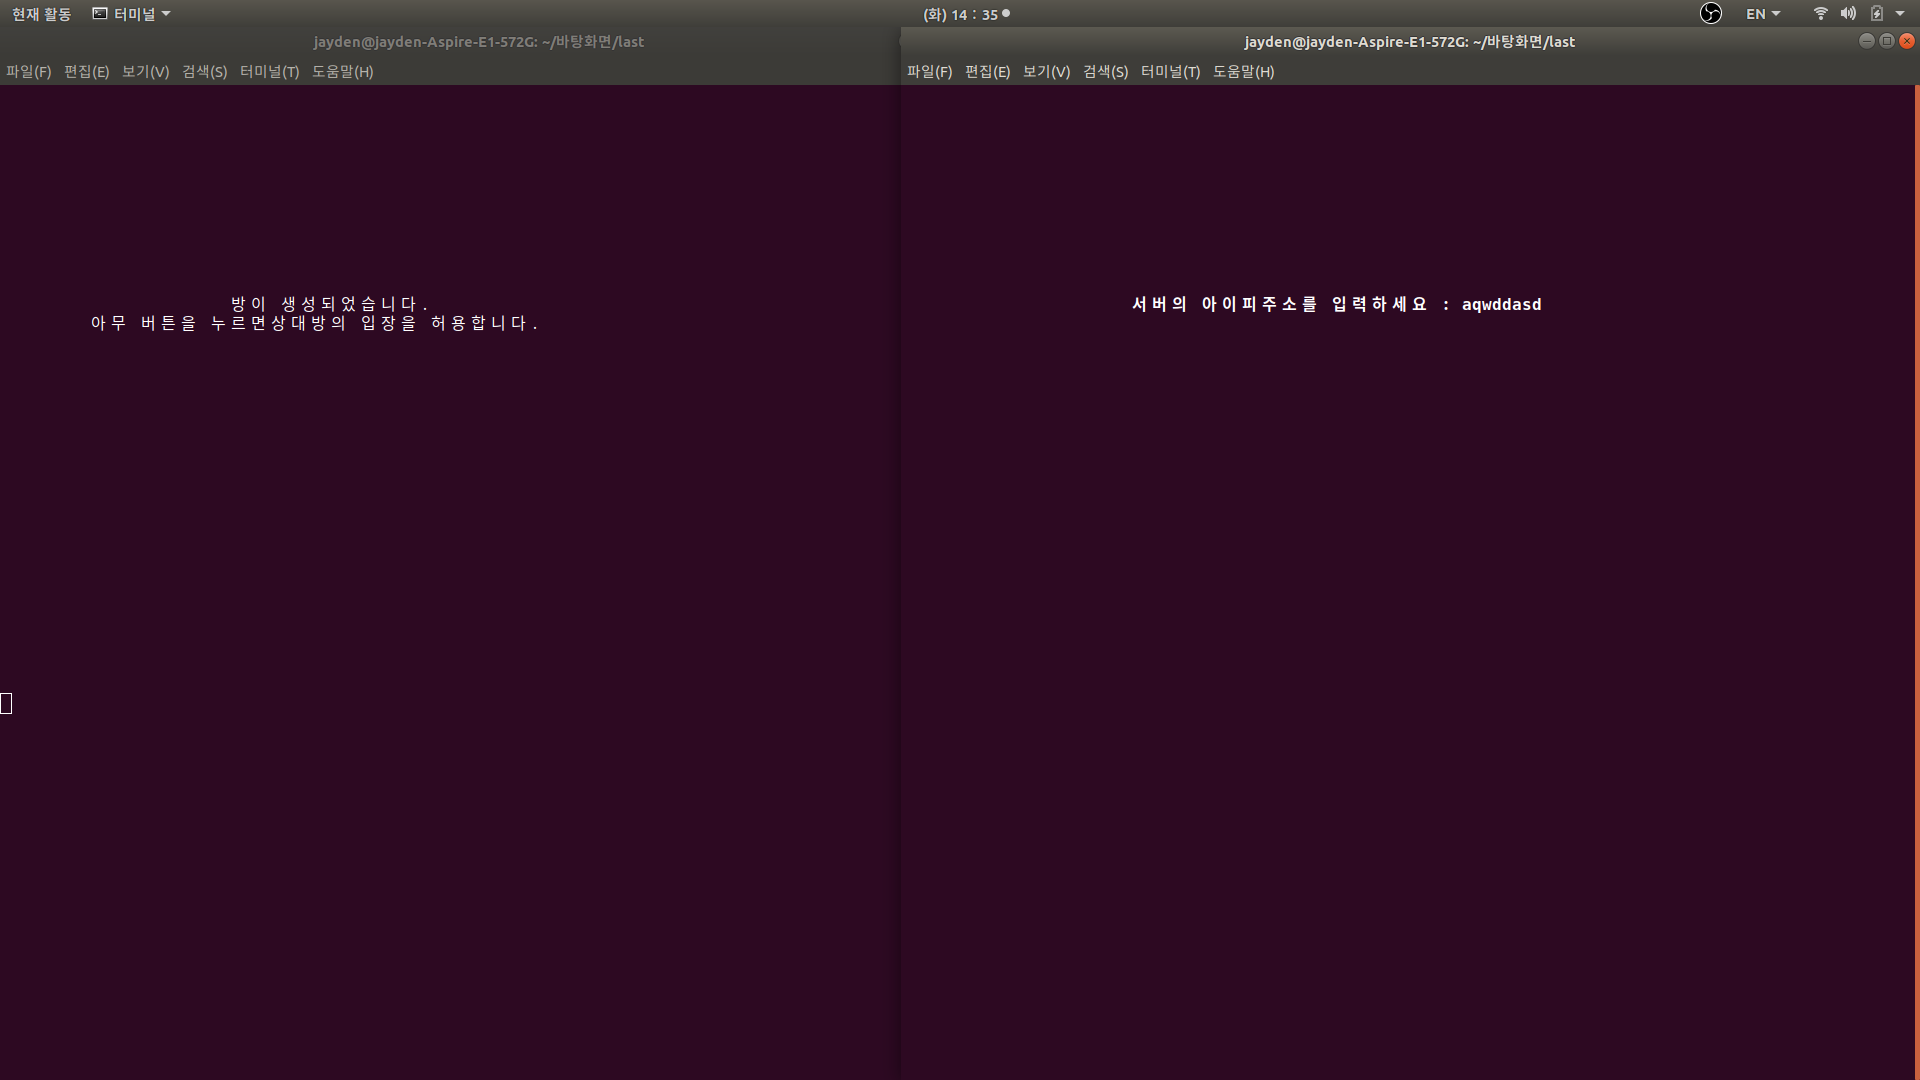 현재 활동 터미널 (화) 14 : 35 EN
jayden@jayden-Aspire-E1-572G: ~/바탕화면/last
파일(F) 편집(E) 보기(V) 검색(S) 터미널(T) 도움말(H)
방이 생성되었습니다.
아무 버튼을 누르면상대방의 입장을 허용합니다.
jayden@jayden-Aspire-E1-572G: ~/바탕화면/last
파일(F) 편집(E) 보기(V) 검색(S) 터미널(T) 도움말(H)
서버의 아이피주소를 입력하세요 : aqwddasd